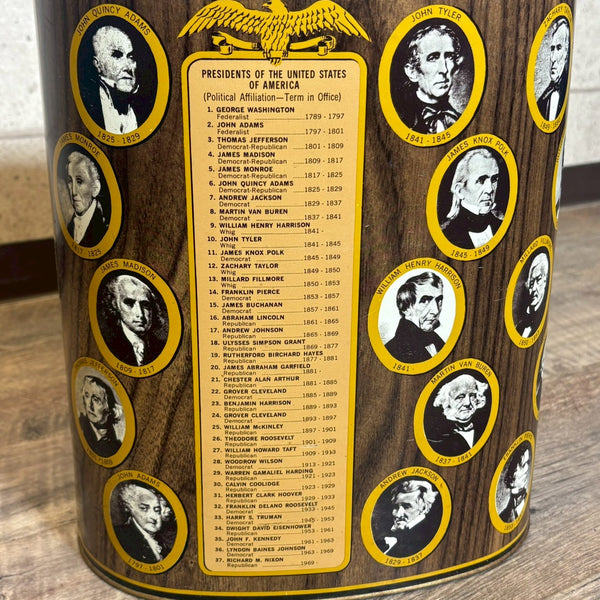 PRESIDENTS OF THE UNITED STATES
OF AMERICA
(Political Affiliation—Term in Office)
1. GEORGE WASHINGTON
Federalist 1789 - 1797
2. JOHN ADAMS
Federalist 1797 - 1801
3. THOMAS JEFFERSON
Democrat-Republican 1801 - 1809
4. JAMES MADISON
Democrat-Republican 1809 - 1817
5. JAMES MONROE
Democrat-Republican 1817 - 1825
6. JOHN QUINCY ADAMS
Democrat-Republican 1825 - 1829
7. ANDREW JACKSON
Democrat 1829 - 1837
8. MARTIN VAN BUREN
Democrat 1837 - 1841
9. WILLIAM HENRY HARRISON
Whig 1841 -
10. JOHN TYLER
Whig 1841 - 1845
11. JAMES KNOX POLK
Democrat 1845 - 1849
12. ZACHARY TAYLOR
Whig 1849 - 1850
13. MILLARD FILLMORE
Whig 1850 - 1853
14. FRANKLIN PIERCE
Democrat 1853 - 1857
15. JAMES BUCHANAN
Democrat 1857 - 1861
16. ABRAHAM LINCOLN
Republican 1861 - 1865
17. ANDREW JOHNSON
Republican 1865 - 1869
18. ULYSSES SIMPSON GRANT
Republican 1869 - 1877
19. RUTHERFORD BIRCHARD HAYES
Republican 1877 - 1881
20. JAMES ABRAHAM GARFIELD
Republican 1881 -
21. CHESTER ALAN ARTHUR
Republican 1881 - 1885
22. GROVER CLEVELAND
Democrat 1885 - 1889
23. BENJAMIN HARRISON
Republican 1889 - 1893
24. GROVER CLEVELAND
Democrat 1893 - 1897
25. WILLIAM McKINLEY
Republican 1897 - 1901
26. THEODORE ROOSEVELT
Republican 1901 - 1909
27. WILLIAM HOWARD TAFT
Republican 1909 - 1913
28. WOODROW WILSON
Democrat 1913 - 1921
29. WARREN GAMALIEL HARDING
Republican 1921 - 1923
30. CALVIN COOLIDGE
Republican 1923 - 1929
31. HERBERT CLARK HOOVER
Republican 1929 - 1933
32. FRANKLIN DELANO ROOSEVELT
Democrat 1933 - 1945
33. HARRY S. TRUMAN
Democrat 1945 - 1953
34. DWIGHT DAVID EISENHOWER
Republican 1953 - 1961
35. JOHN F. KENNEDY
Democrat 1961 - 1963
36. LYNDON BAINES JOHNSON
Democrat 1963 - 1969
37. RICHARD M. NIXON
Republican 1969 -
JOHN QUINCY ADAMS
1825 - 1829
JAMES MONROE
1825
JAMES MADISON
1809 - 1817
JEFFERSON
JOHN ADAMS
1797 - 1801
JOHN TYLER
1841 - 1845
JAMES KNOX POLK
1845 - 1849
WILLIAM HENRY HARRISON
1841 -
MARTIN VAN BUREN
1837 - 1841
ANDREW JACKSON
1829 - 1837
ZACHARY
1849 - 1850
MILLARD